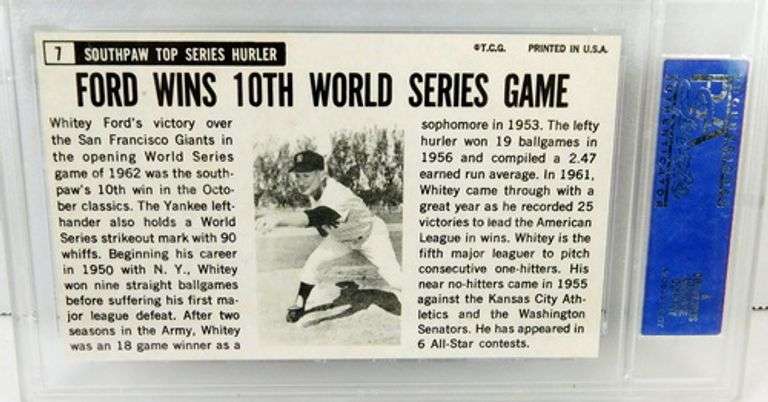 7 SOUTHPAW TOP SERIES HURLER
©T.C.G. PRINTED IN U.S.A.
FORD WINS 10TH WORLD SERIES GAME
Whitey Ford's victory over
the San Francisco Giants in
the opening World Series
game of 1962 was the south-
paw's 10th win in the Octo-
ber classics. The Yankee left-
hander also holds a World
Series strikeout mark with 90
whiffs. Beginning his career
in 1950 with N. Y., Whitey
won nine straight ballgames
before suffering his first ma-
jor league defeat. After two
seasons in the Army, Whitey
was an 18 game winner as a
sophomore in 1953. The lefty
hurler won 19 ballgames in
1956 and compiled a 2.47
earned run average. In 1961,
Whitey came through with a
great year as he recorded 25
victories to lead the American
League in wins. Whitey is the
fifth major leaguer to pitch
consecutive one-hitters. His
near no-hitters came in 1955
against the Kansas City Ath-
letics and the Washington
Senators. He has appeared in
6 All-Star contests.